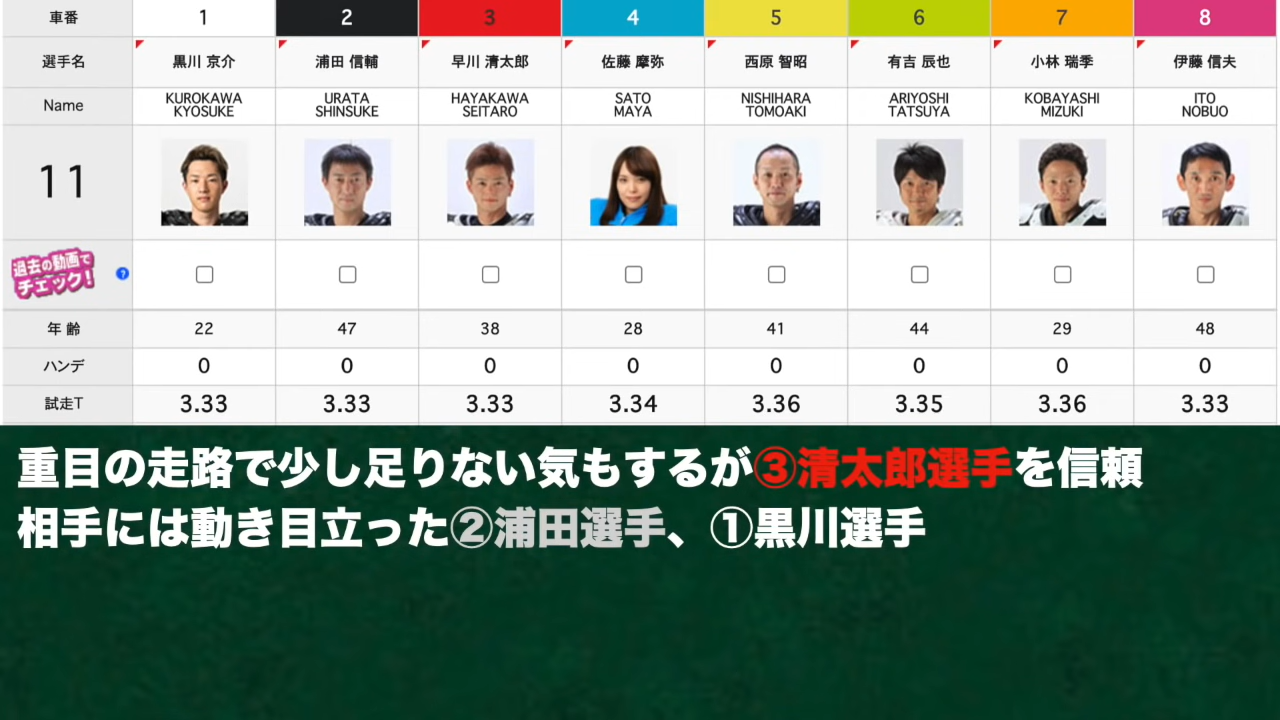 車番 1 2 3 4 5 6 7 8
選手名 黒川 京介 浦田 信輔 早川 清太郎 佐藤 摩弥 西原 智昭 有吉 辰也 小林 瑞季 伊藤 信夫
Name KUROKAWA KYOSUKE URATA SHINSUKE HAYAKAWA SEITARO SATO MAYA NISHIHARA TOMOAKI ARIYOSHI TATSUYA KOBAYASHI MIZUKI ITO NOBUO
11
過去の動画で
チェック! ?
年齢 22 47 38 28 41 44 29 48
ハンデ 0 0 0 0 0 0 0 0
試走T 3.33 3.33 3.33 3.34 3.36 3.35 3.36 3.33
重目の走路で少し足りない気もするが③清太郎選手を信頼
相手には動き目立った②浦田選手、①黒川選手